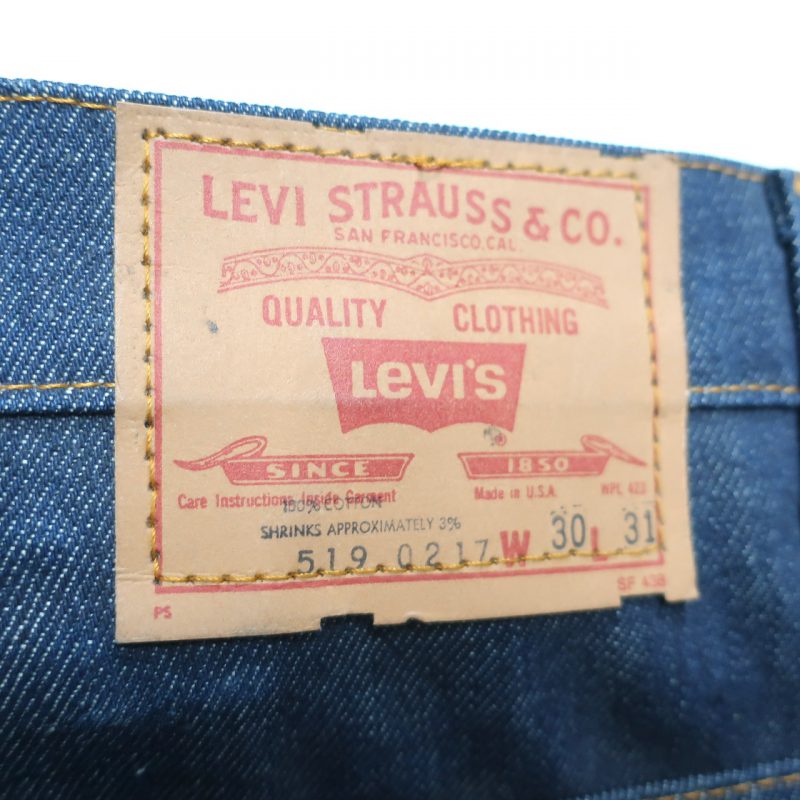 LEVI STRAUSS & CO.
SAN FRANCISCO, CAL.
QUALITY CLOTHING
LEVI'S
®
SINCE 1850
Care Instructions Inside Garment Made in U.S.A. WPL 423
100% COTTON
SHRINKS APPROXIMATELY 3%
519 0217 W 30 L 31
SF 43B
PS